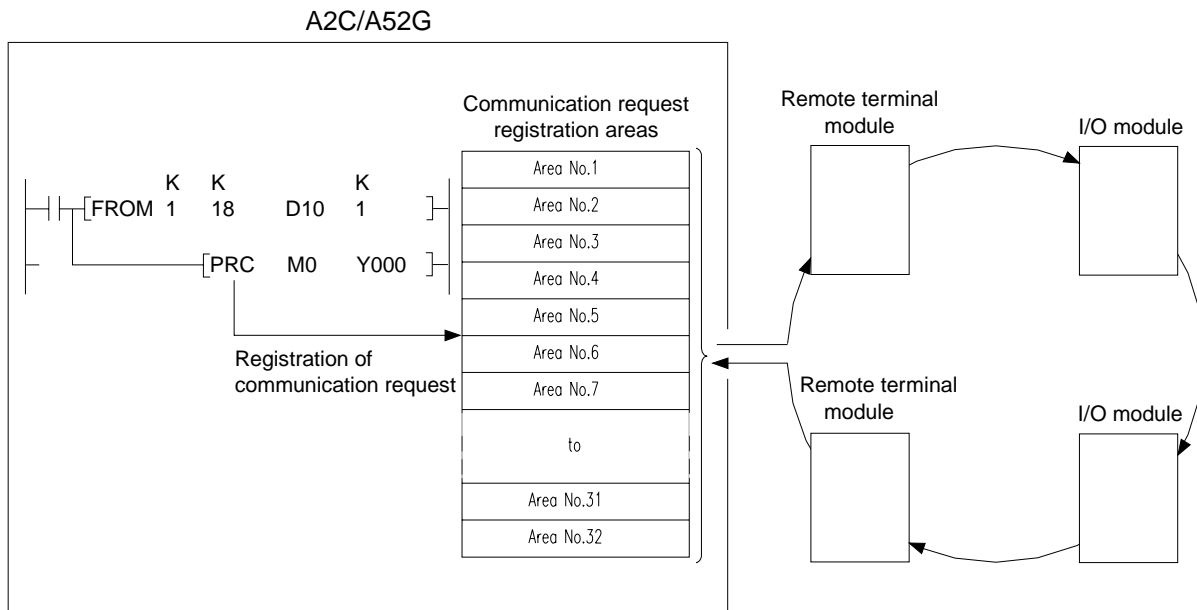 A2C/A52G
Communication request
registration areas
K K K
FROM 1 18 D10 1
PRC M0 Y000
Registration of
communication request
Area No.1
Area No.2
Area No.3
Area No.4
Area No.5
Area No.6
Area No.7
to
Area No.31
Area No.32
Remote terminal
module
I/O module
Remote terminal
module
I/O module